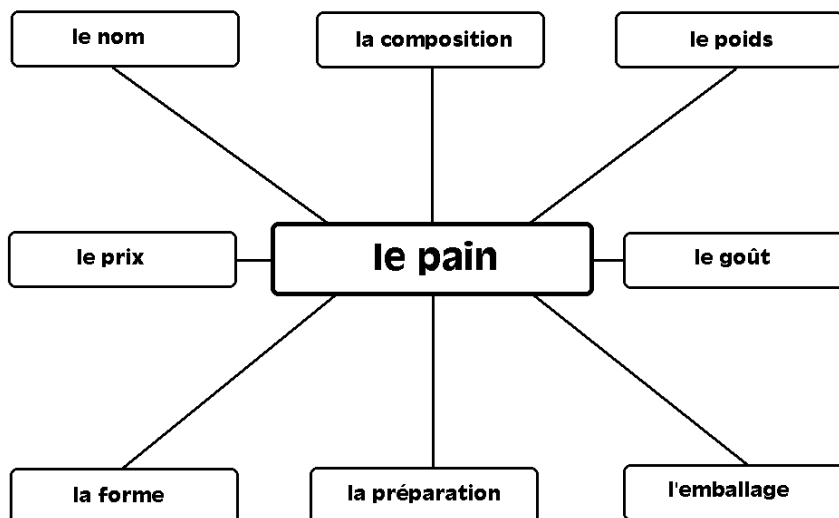 le nom
la composition
le poids
le prix
le pain
le goût
la forme
la préparation
l'emballage